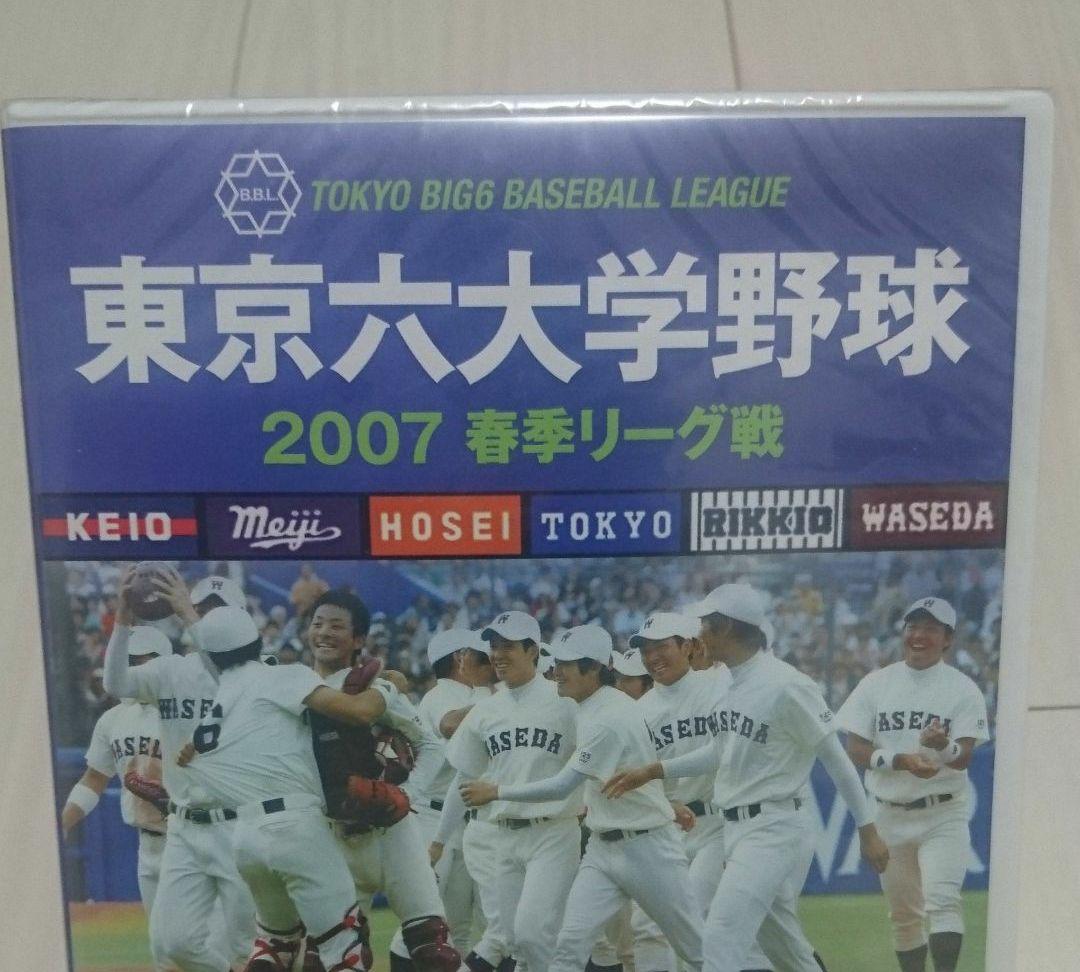 B.B.L. TOKYO BIG6 BASEBALL LEAGUE
東京六大学野球
2007 春季リーグ戦
KEIO Meiji HOSEI TOKYO RIKKIO WASEDA
WASEDA
6
WASEDA
WASEDA
WASEDA